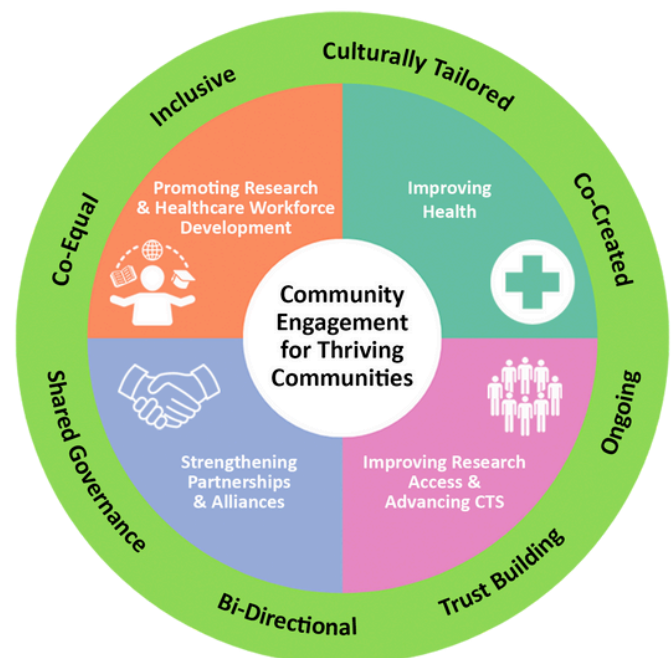 Culturally Tailored
Co-Created
Ongoing
Trust Building
Bi-Directional
Shared Governance
Co-Equal
Inclusive
Promoting Research
& Healthcare Workforce
Development
Improving
Health
Community
Engagement
for Thriving
Communities
Strengthening
Partnerships
& Alliances
Improving Research
Access &
Advancing CTS